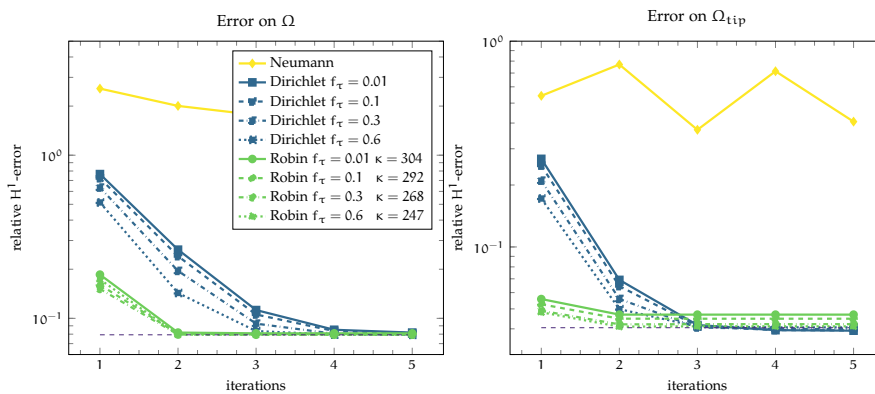 Error on Ω
relative H¹-error
10⁰
10⁻¹
1 2 3 4 5
iterations
Neumann
Dirichlet fτ = 0.01
Dirichlet fτ = 0.1
Dirichlet fτ = 0.3
Dirichlet fτ = 0.6
Robin fτ = 0.01 κ = 304
Robin fτ = 0.1 κ = 292
Robin fτ = 0.3 κ = 268
Robin fτ = 0.6 κ = 247
Error on Ωtip
relative H¹-error
10⁰
10⁻¹
1 2 3 4 5
iterations